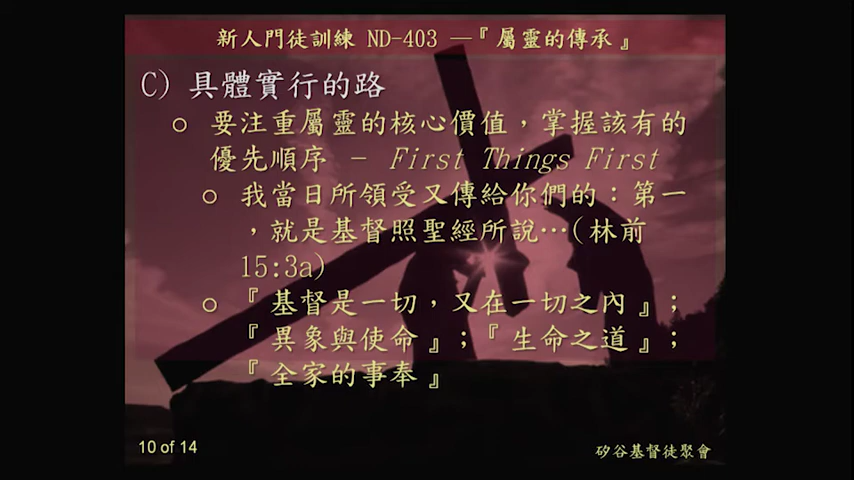 新人門徒訓練 ND-403 —『屬靈的傳承』
C) 具體實行的路
○ 要注重屬靈的核心價值，掌握該有的
優先順序 － First Things First
○ 我當日所領受又傳給你們的：第一
，就是基督照聖經所說…(林前
15:3a)
○ 『基督是一切，又在一切之內』；
『異象與使命』；『生命之道』；
『全家的事奉』
10 of 14
矽谷基督徒聚會